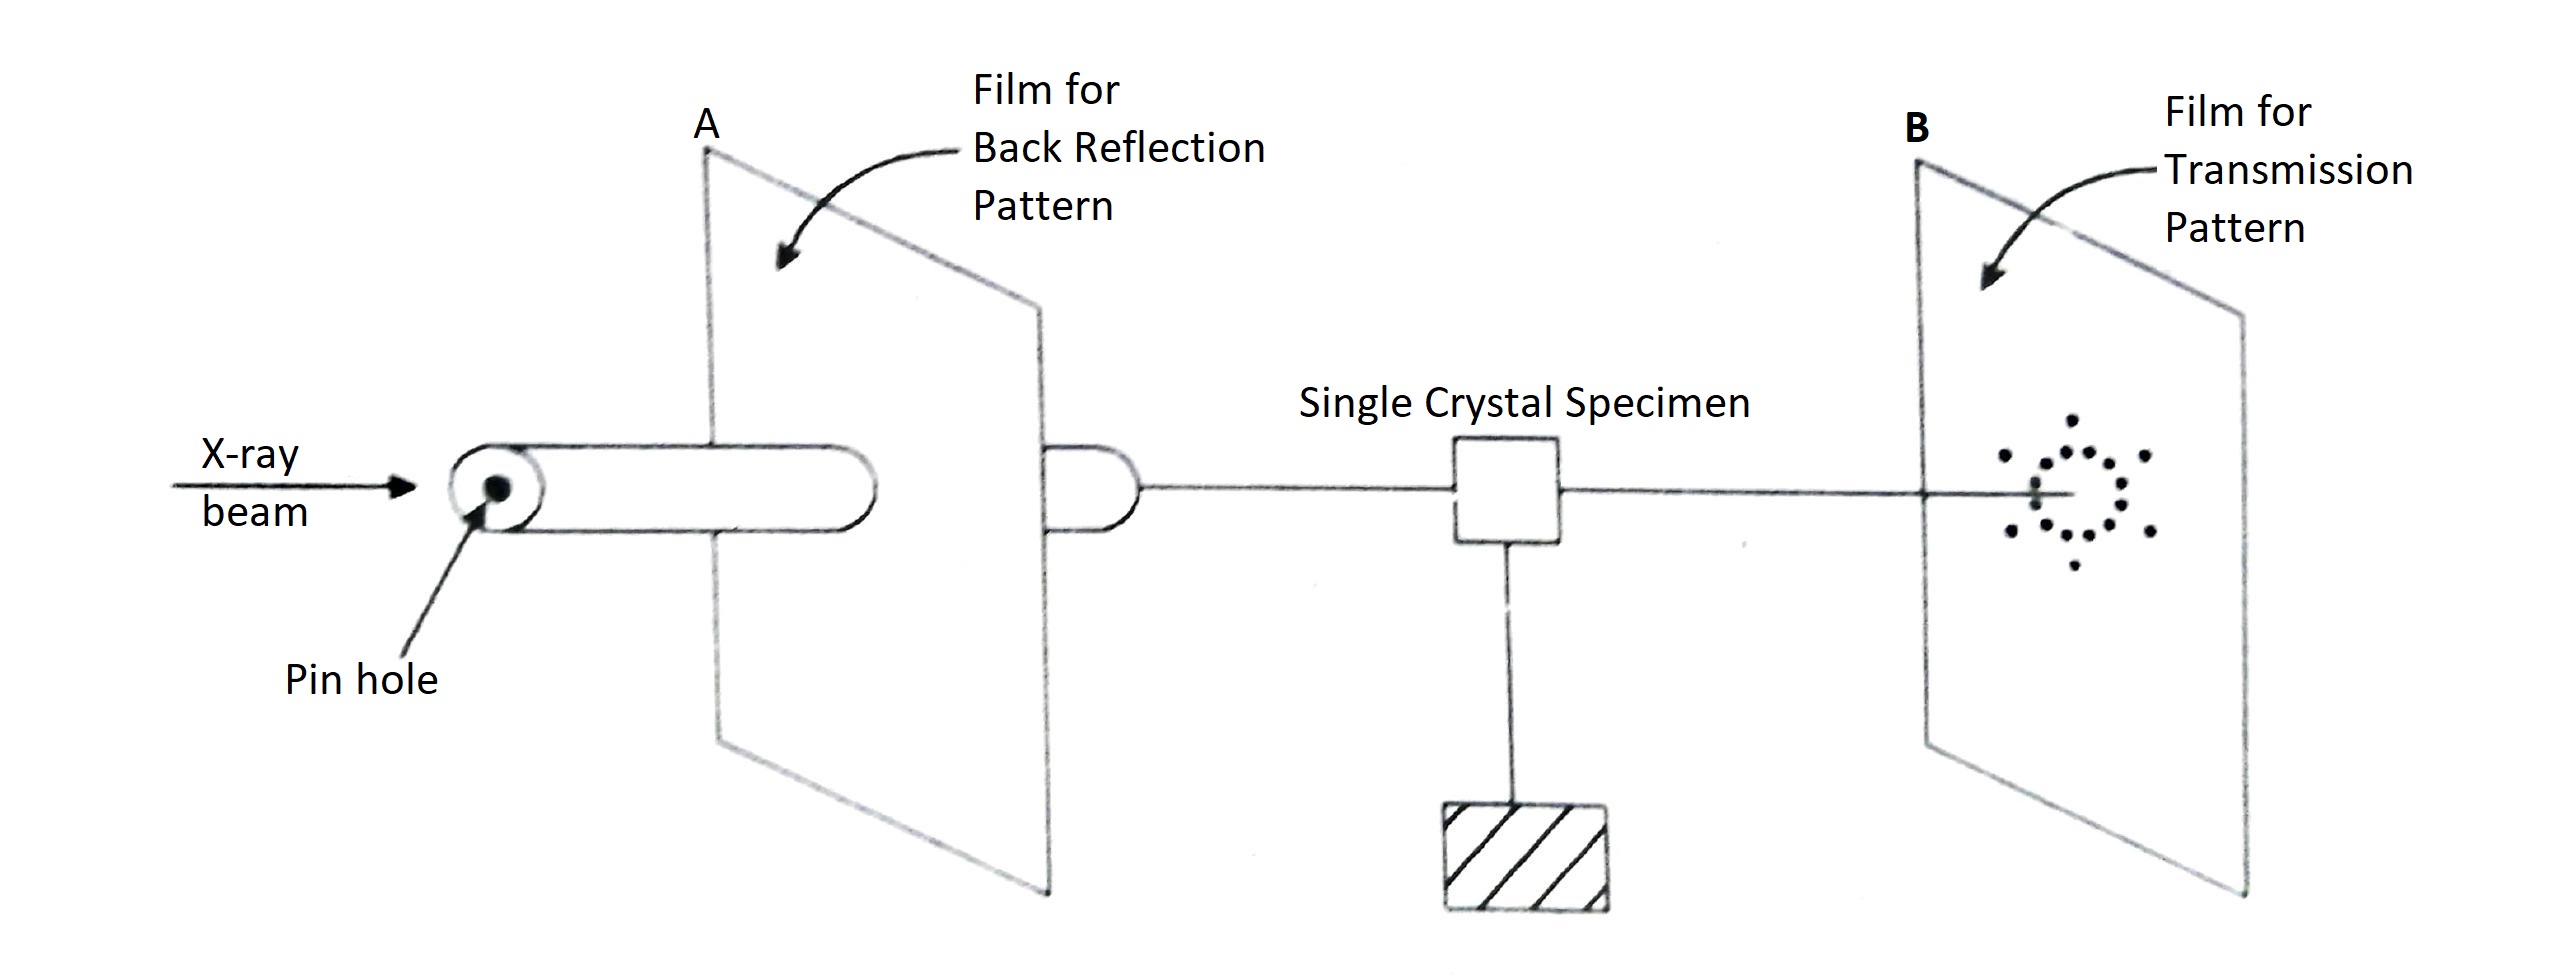 A
Film for
Back Reflection
Pattern
B
Film for
Transmission
Pattern
Single Crystal Specimen
X-ray
beam
Pin hole